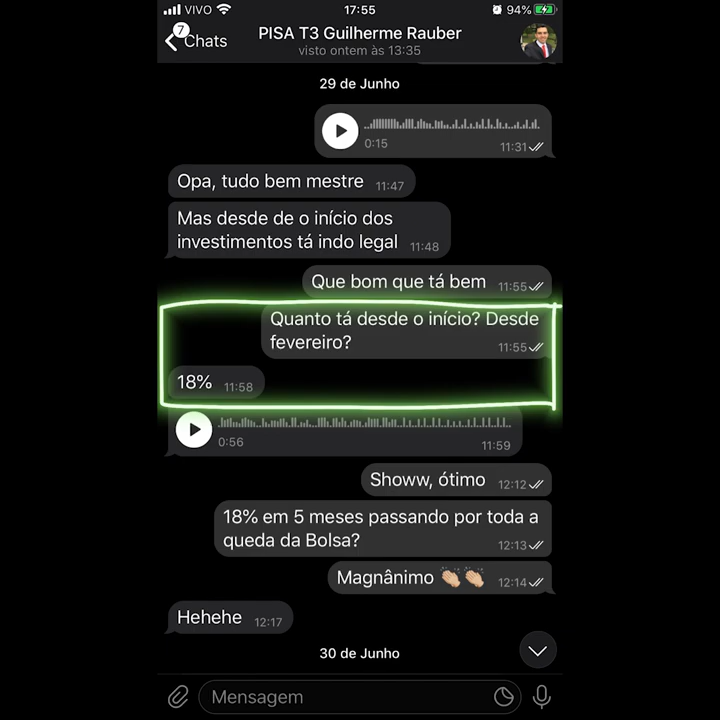 VIVO
17:55
94%
7
Chats
PISA T3 Guilherme Rauber
visto ontem às 13:35
29 de Junho
0:15
11:31
Opa, tudo bem mestre
11:47
Mas desde de o início dos
investimentos tá indo legal
11:48
Que bom que tá bem
11:55
Quanto tá desde o início? Desde
fevereiro?
11:55
18%
11:58
0:56
11:59
Showw, ótimo
12:12
18% em 5 meses passando por toda a
queda da Bolsa?
12:13
Magnânimo 👏🏼👏🏼
12:14
Hehehe
12:17
30 de Junho
Mensagem